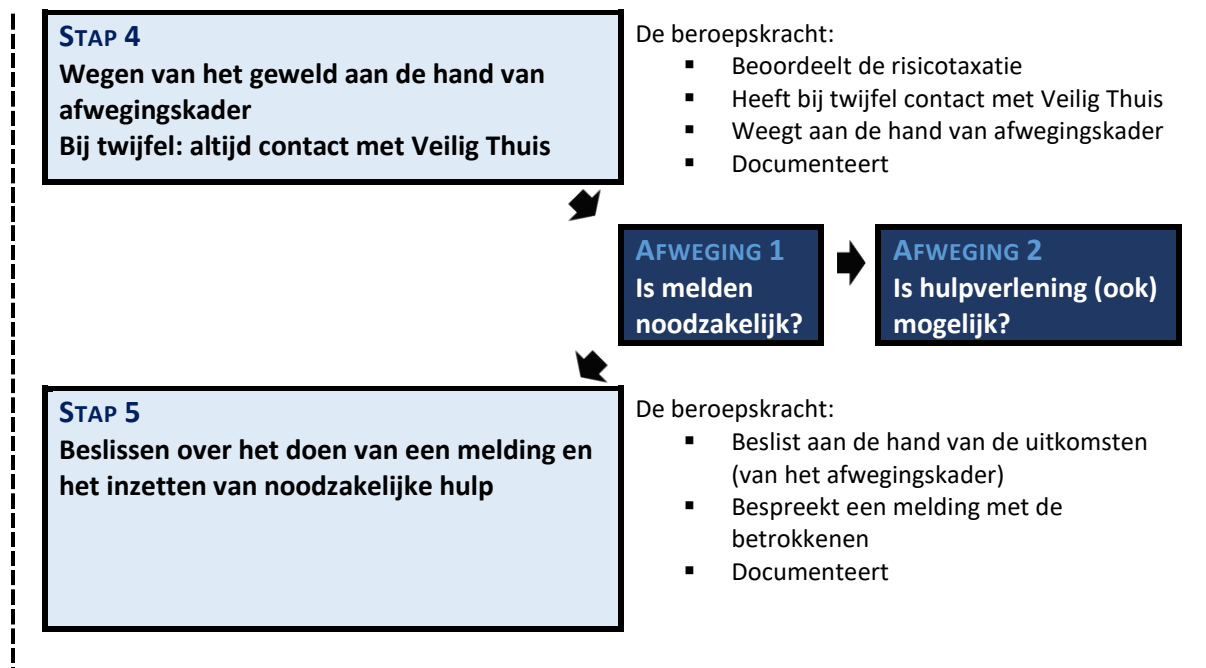 STAP 4
Wegen van het geweld aan de hand van
afwegingskader
Bij twijfel: altijd contact met Veilig Thuis
De beroepskracht:
▪ Beoordeelt de risicotaxatie
▪ Heeft bij twijfel contact met Veilig Thuis
▪ Weegt aan de hand van afwegingskader
▪ Documenteert
AFWEGING 1
Is melden
noodzakelijk?
AFWEGING 2
Is hulpverlening (ook)
mogelijk?
STAP 5
Beslissen over het doen van een melding en
het inzetten van noodzakelijke hulp
De beroepskracht:
▪ Beslist aan de hand van de uitkomsten
(van het afwegingskader)
▪ Bespreekt een melding met de
betrokkenen
▪ Documenteert